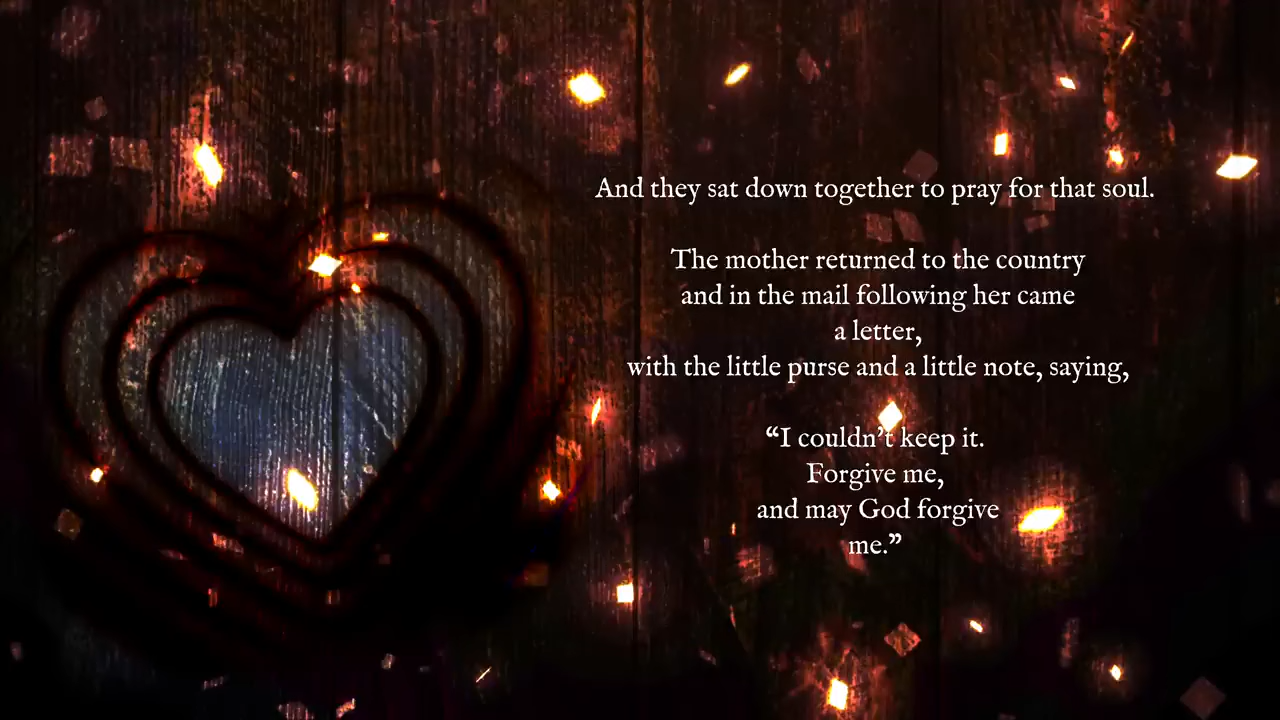 And they sat down together to pray for that soul.
The mother returned to the country
and in the mail following her came
a letter,
with the little purse and a little note, saying,
“I couldn’t keep it.
Forgive me,
and may God forgive
me.”